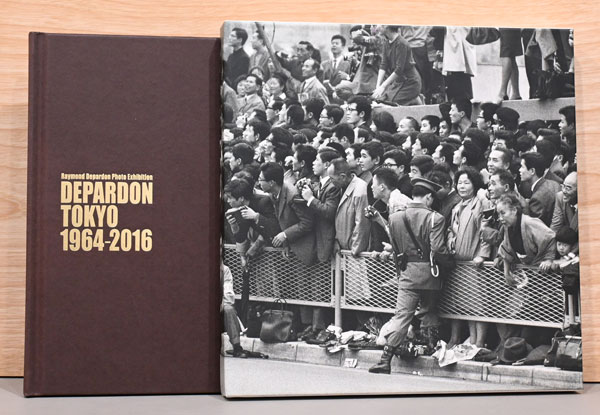 Raymond Depardon Photo Exhibition
DEPARDON
TOKYO
1964-2016